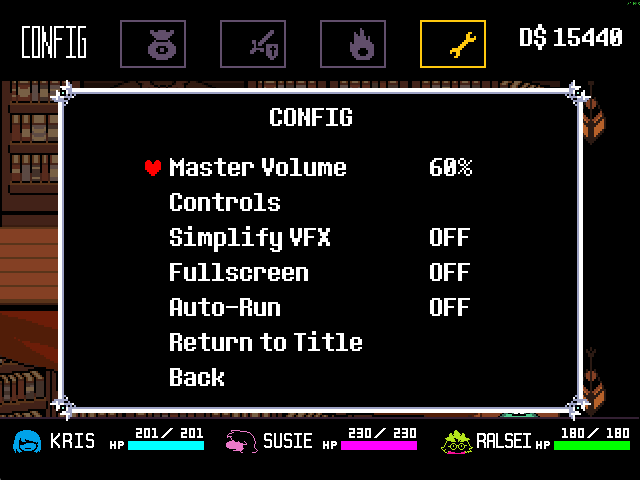 CONFIG
D$ 15440
CONFIG
Master Volume 60%
Controls
Simplify VFX OFF
Fullscreen OFF
Auto-Run OFF
Return to Title
Back
KRIS HP 201/ 201
SUSIE HP 230/ 230
RALSEI HP 180/ 180